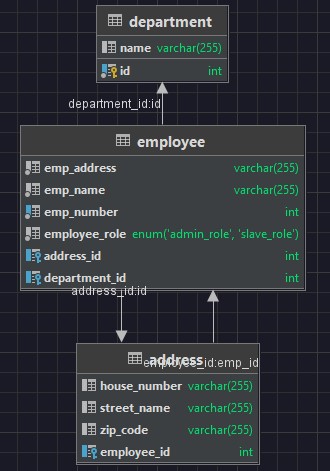 department
name varchar(255)
id int
department_id:id
employee
emp_address varchar(255)
emp_name varchar(255)
emp_number int
employee_role enum('admin_role', 'slave_role')
address_id int
department_id int
address_id:id
employee_id:emp_id
address
house_number varchar(255)
street_name varchar(255)
zip_code varchar(255)
employee_id int